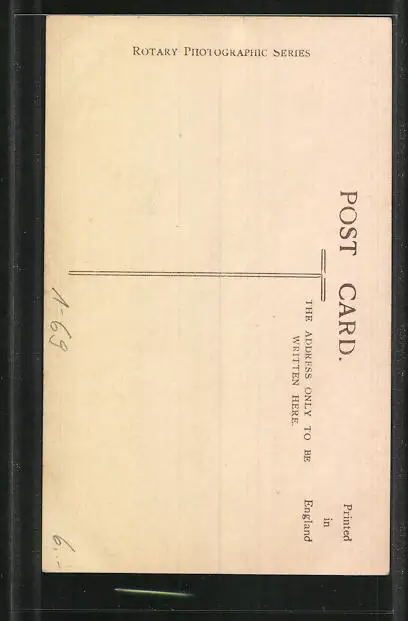 ROTARY PHOTOGRAPHIC SERIES
POST CARD.
THE ADDRESS ONLY TO BE
WRITTEN HERE.
Printed
in
England
1-69
6,-